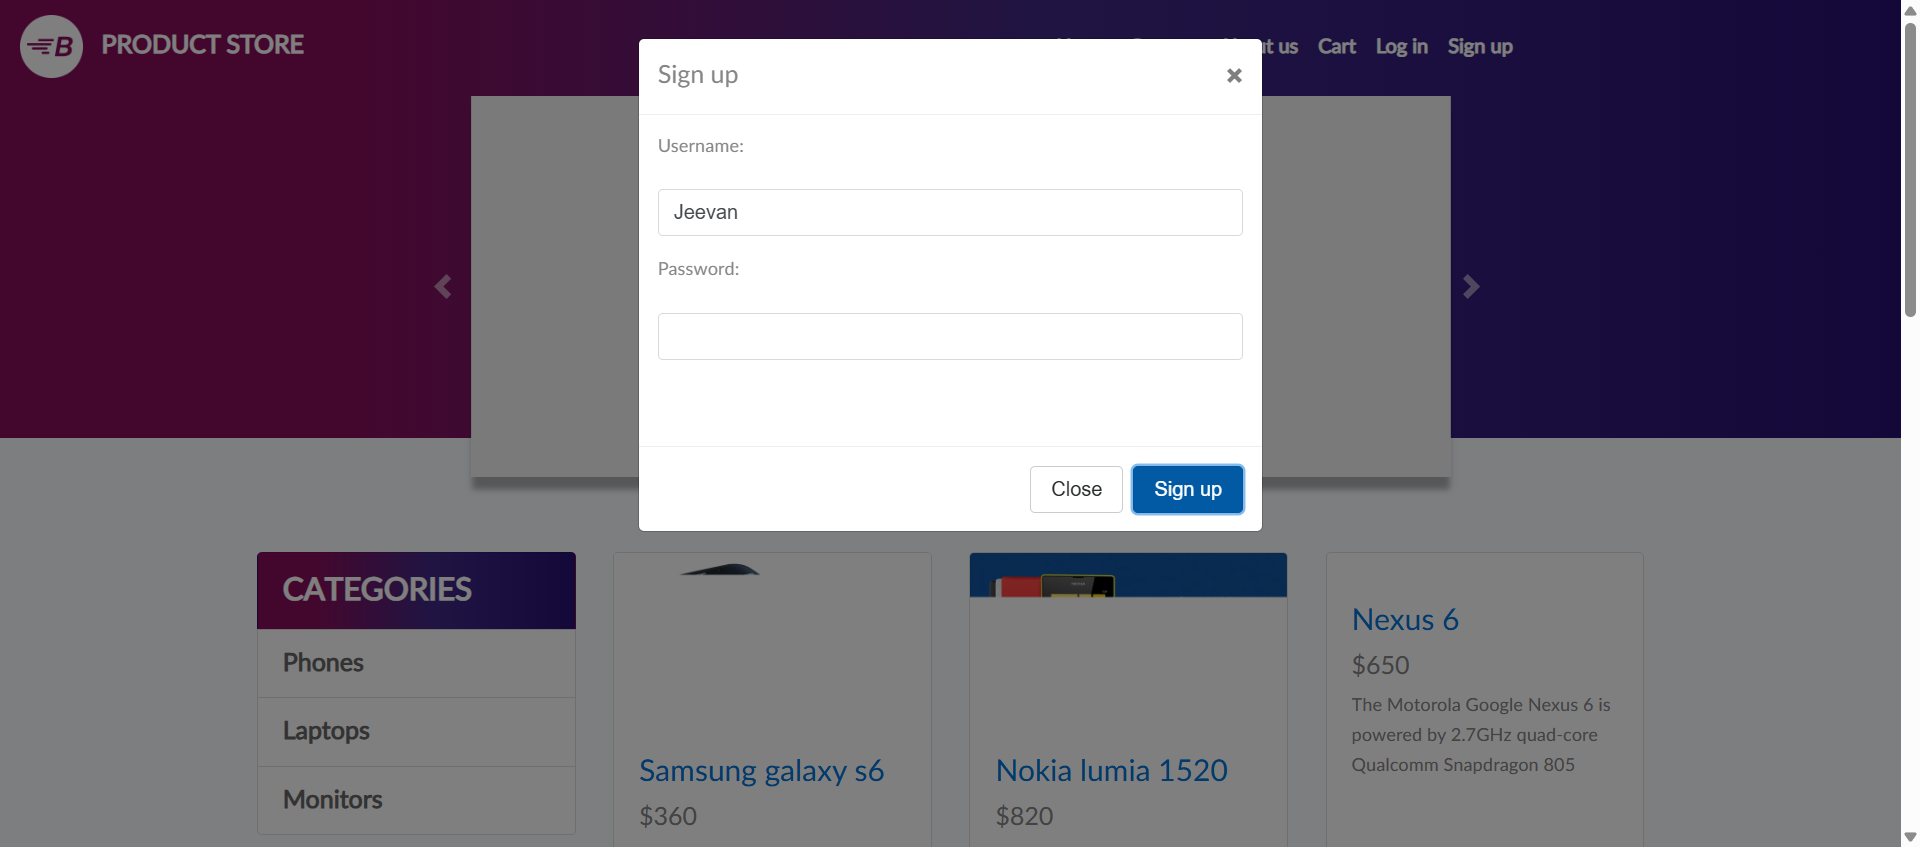 B PRODUCT STORE
t us Cart Log in Sign up
Sign up
Username:
Jeevan
Password:
Close Sign up
CATEGORIES
Phones
Laptops
Monitors
Samsung galaxy s6
$360
Nokia lumia 1520
$820
Nexus 6
$650
The Motorola Google Nexus 6 is
powered by 2.7GHz quad-core
Qualcomm Snapdragon 805